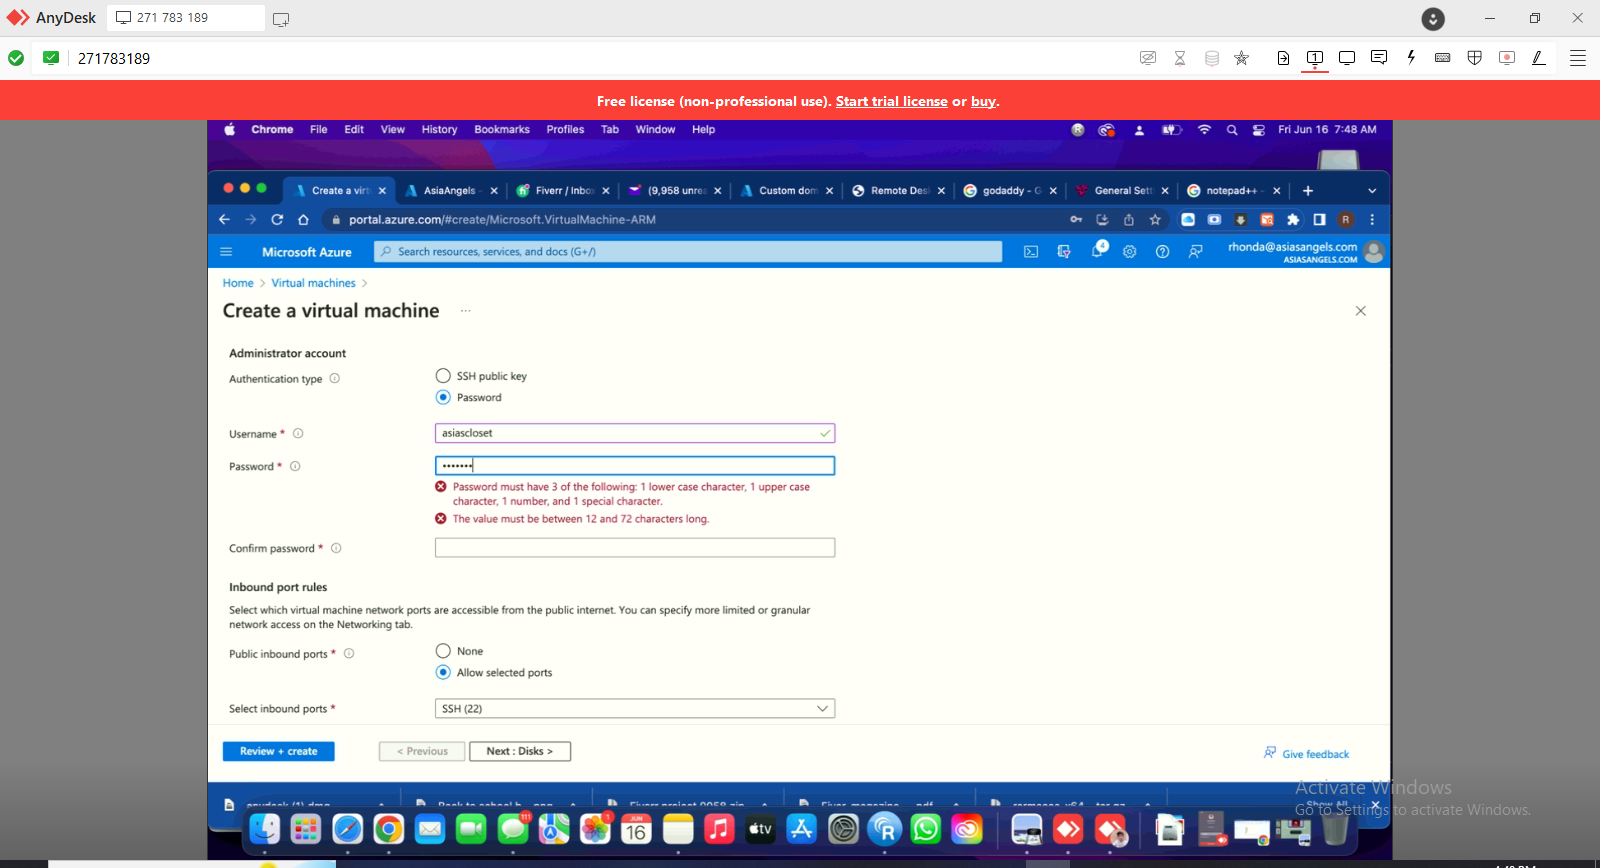 AnyDesk
271 783 189
271783189
Free license (non-professional use). Start trial license or buy.
Chrome File Edit View History Bookmarks Profiles Tab Window Help
Fri Jun 16 7:48 AM
Create a virt
AsiaAngels -
Fiverr / Inbo
(9,958 unre
Custom dom
Remote Des
godaddy - G
General Sett
notepad++ -
portal.azure.com/#create/Microsoft.VirtualMachine-ARM
R
Microsoft Azure
Search resources, services, and docs (G+/)
4
rhonda@asiasangels.com
ASIASANGELS.COM
Home > Virtual machines >
Create a virtual machine ...
Administrator account
Authentication type
SSH public key
Password
Username *
asiascloset
Password *
•••••••
Password must have 3 of the following: 1 lower case character, 1 upper case
character, 1 number, and 1 special character.
The value must be between 12 and 72 characters long.
Confirm password *
Inbound port rules
Select which virtual machine network ports are accessible from the public internet. You can specify more limited or granular
network access on the Networking tab.
Public inbound ports *
None
Allow selected ports
Select inbound ports *
SSH (22)
Review + create
< Previous
Next : Disks >
Give feedback
Activate Windows
Go to Settings to activate Windows.
Show All
JUN
16
tv